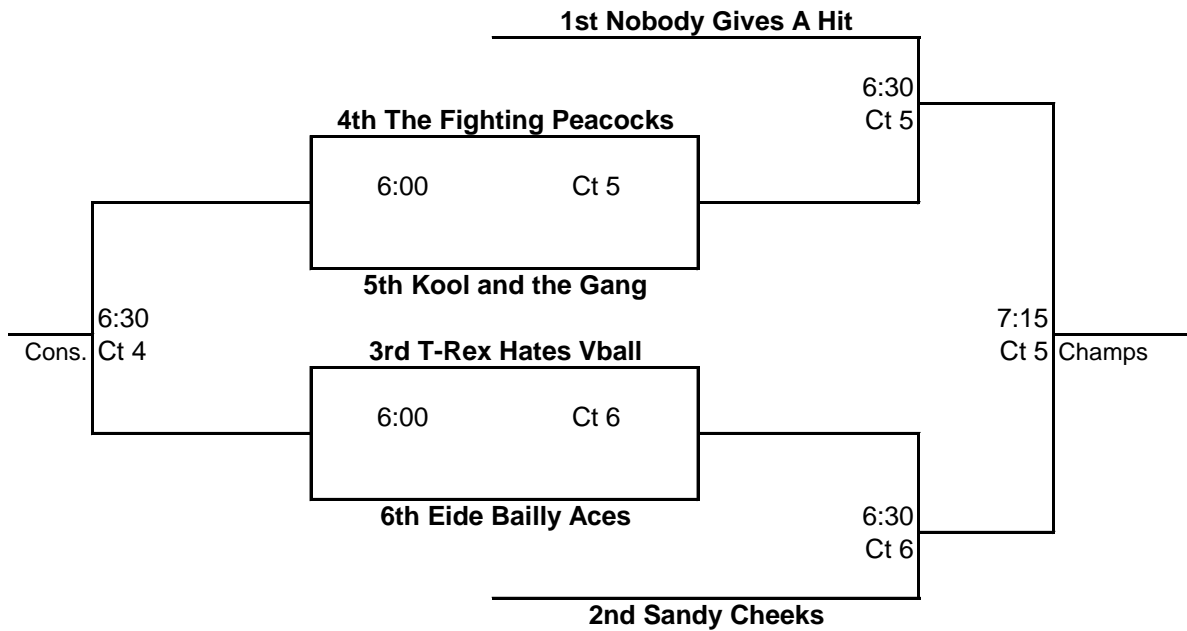 1st Nobody Gives A Hit
6:30
Ct 5
4th The Fighting Peacocks
6:00 Ct 5
5th Kool and the Gang
6:30
Cons. Ct 4
7:15
Ct 5 Champs
3rd T-Rex Hates Vball
6:00 Ct 6
6th Eide Bailly Aces
6:30
Ct 6
2nd Sandy Cheeks